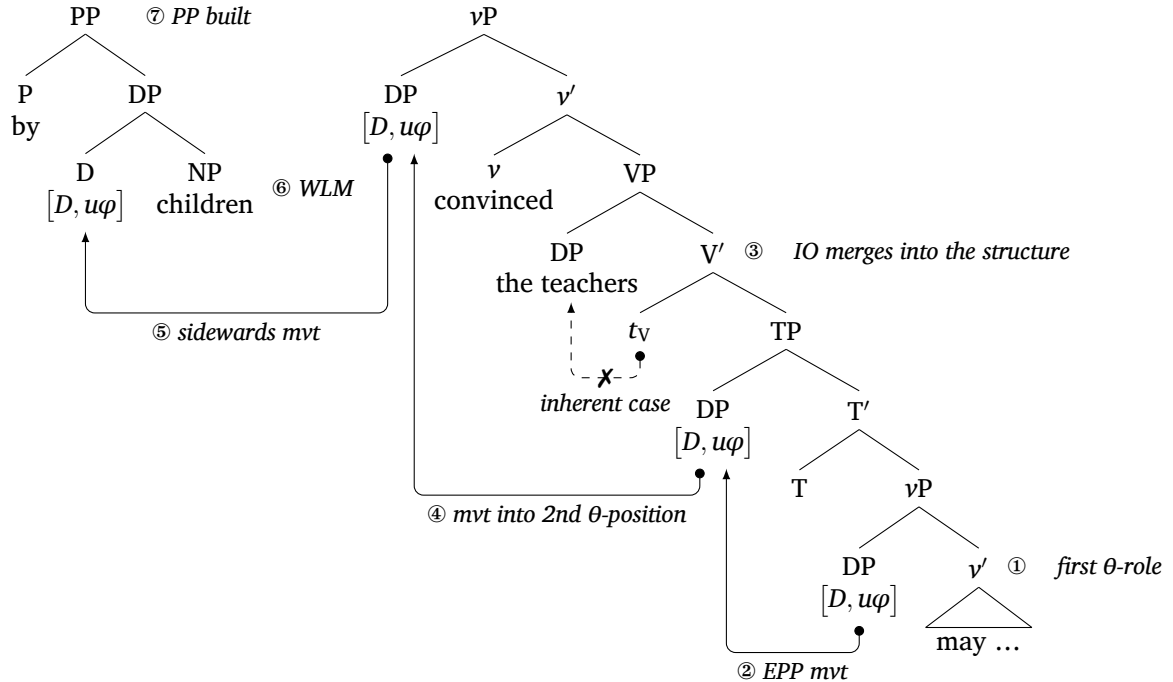 PP ⑦ PP built vP
P DP DP v′
by [D, uφ]
D NP v VP
[D, uφ] children ⑥ WLM convinced
DP V′ ③ IO merges into the structure
the teachers
⑤ sidewards mvt tV TP
✗
inherent case DP T′
[D, uφ]
T vP
④ mvt into 2nd θ-position
DP v′ ① first θ-role
[D, uφ]
may …
② EPP mvt